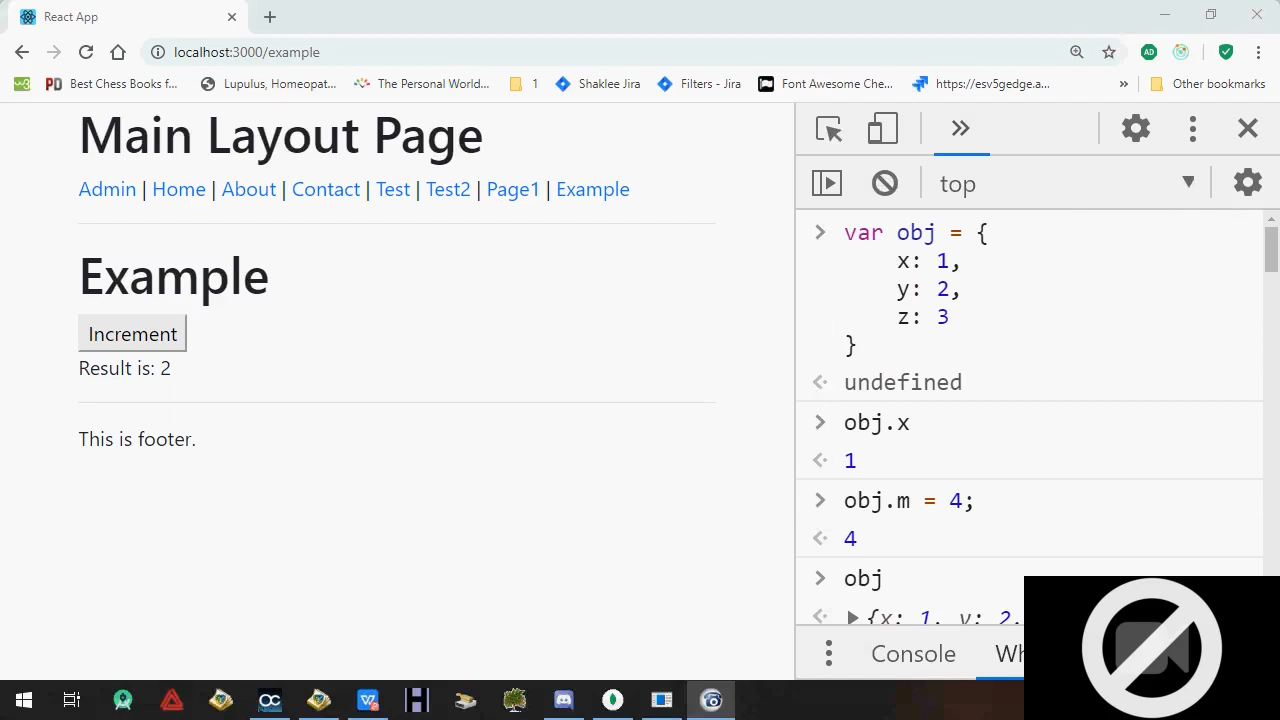 React App
localhost:3000/example
Best Chess Books f...
Lupulus, Homeopat...
The Personal World...
1
Shaklee Jira
Filters - Jira
Font Awesome Che...
https://esv5gedge.a...
»
Other bookmarks
Main Layout Page
Admin | Home | About | Contact | Test | Test2 | Page1 | Example
Example
Increment
Result is: 2
This is footer.
top
var obj = {
x: 1,
y: 2,
z: 3
}
undefined
obj.x
1
obj.m = 4;
4
obj
{x: 1, y: 2,
Console
Wh